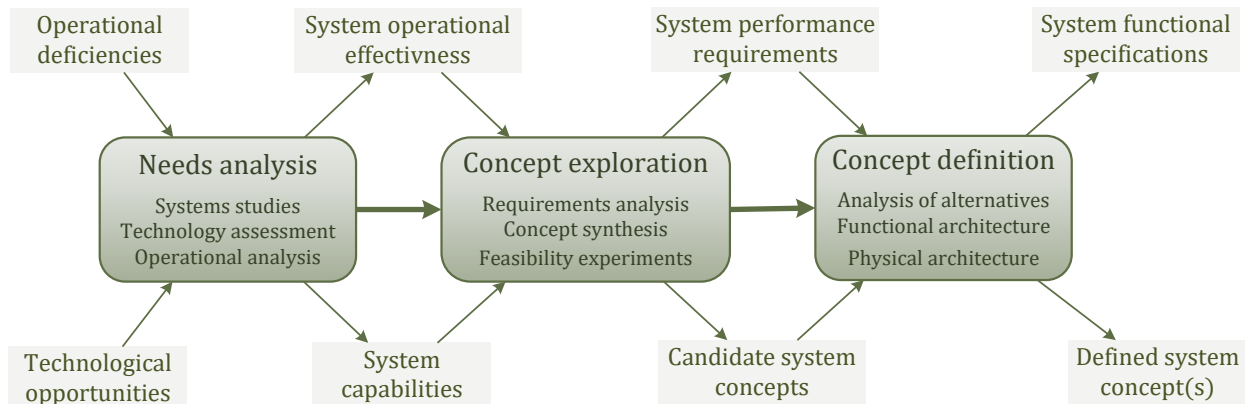 Operational
deficiencies
System operational
effectivness
System performance
requirements
System functional
specifications
Needs analysis
Systems studies
Technology assessment
Operational analysis
Concept exploration
Requirements analysis
Concept synthesis
Feasibility experiments
Concept definition
Analysis of alternatives
Functional architecture
Physical architecture
Technological
opportunities
System
capabilities
Candidate system
concepts
Defined system
concept(s)